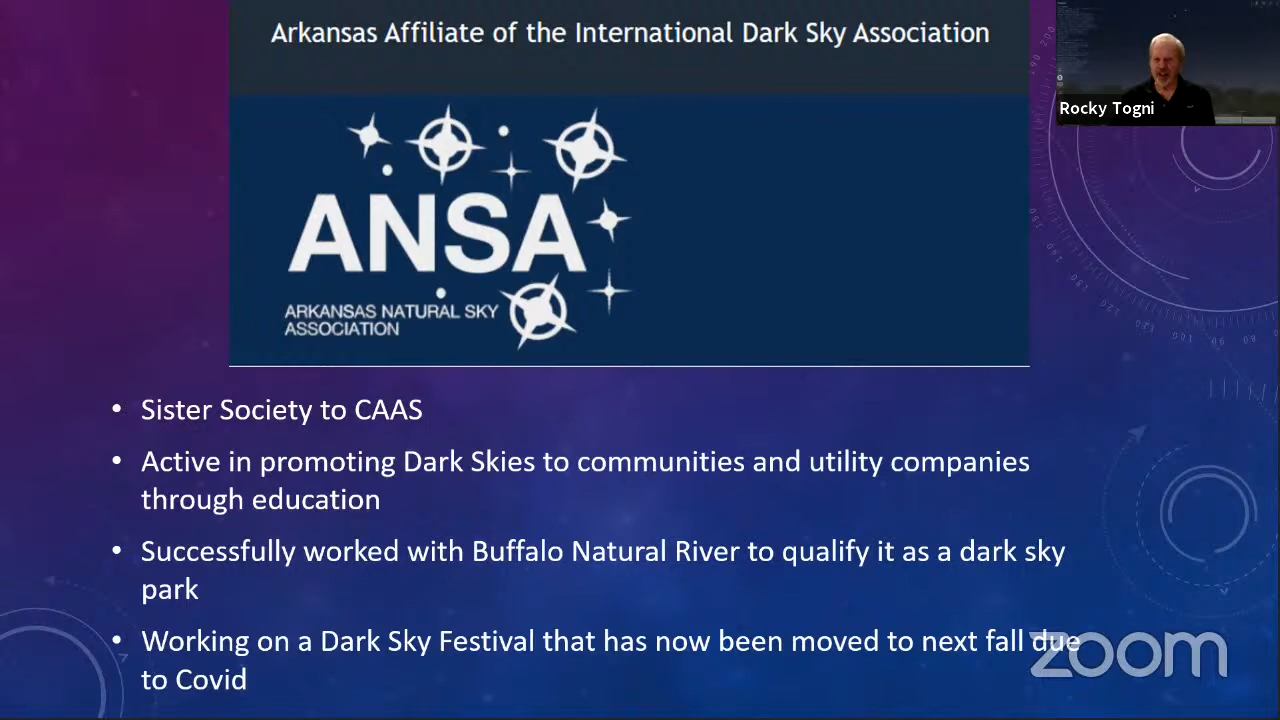 Arkansas Affiliate of the International Dark Sky Association
Rocky Togni
ANSA
ARKANSAS NATURAL SKY
ASSOCIATION
• Sister Society to CAAS
• Active in promoting Dark Skies to communities and utility companies
through education
• Successfully worked with Buffalo Natural River to qualify it as a dark sky
park
• Working on a Dark Sky Festival that has now been moved to next fall due
to Covid
zoom